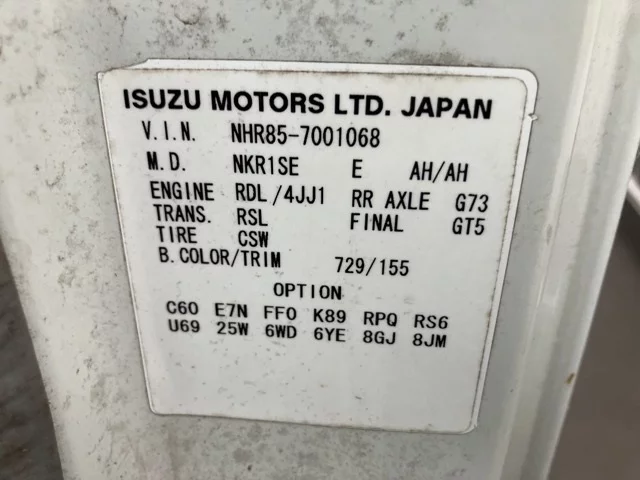 ISUZU MOTORS LTD. JAPAN
V.I.N. NHR85-7001068
M.D. NKR1SE E AH/AH
ENGINE RDL/4JJ1 RR AXLE G73
TRANS. RSL FINAL GT5
TIRE CSW
B.COLOR/TRIM 729/155
OPTION
C60 E7N FF0 K89 RPQ RS6
U69 25W 6WD 6YE 8GJ 8JM